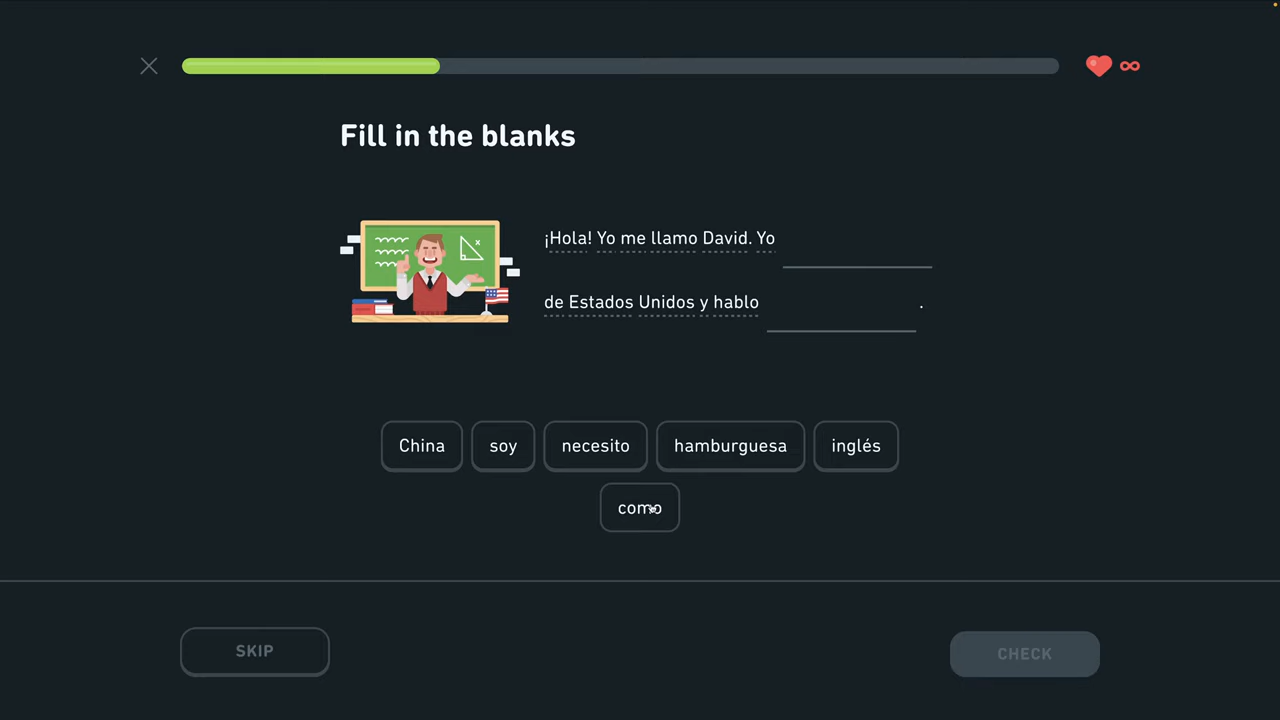 Fill in the blanks
¡Hola! Yo me llamo David. Yo
de Estados Unidos y hablo .
China soy necesito hamburguesa inglés
como
SKIP CHECK